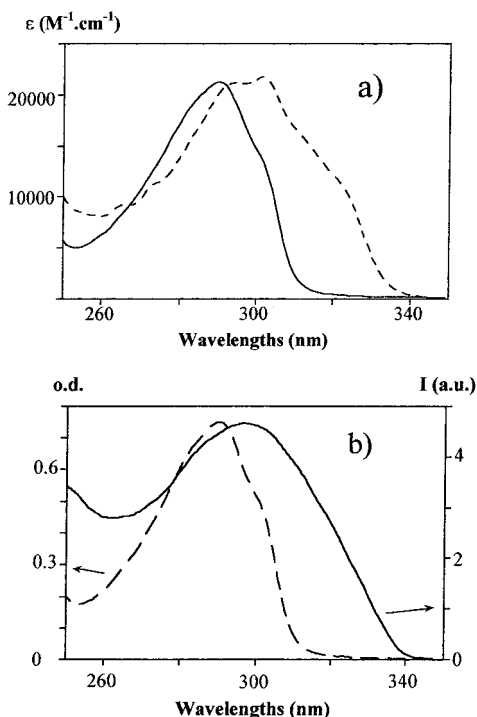 ε (M⁻¹.cm⁻¹)
a)
20000
10000
260 300 340
Wavelengths (nm)
o.d. I (a.u.)
b)
0.6 4
0.3 2
0 0
260 300 340
Wavelengths (nm)